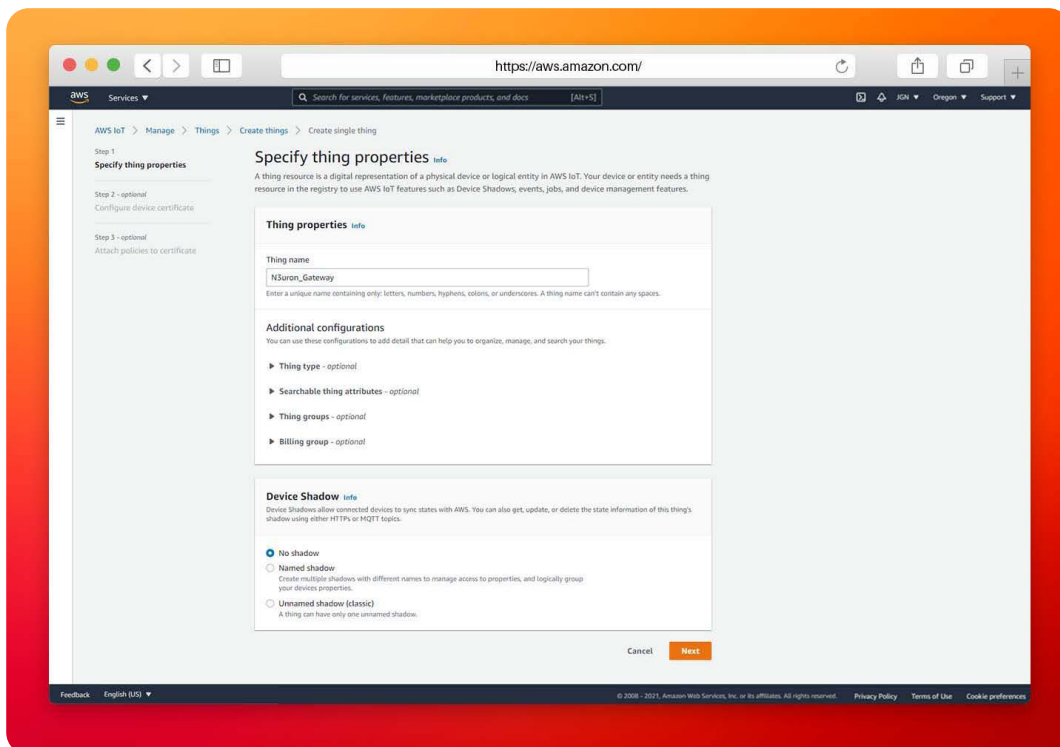 https://aws.amazon.com/
aws
Services
Search for services, features, marketplace products, and docs [Alt+S]
JGN
Oregon
Support
AWS IoT > Manage > Things > Create things > Create single thing
Step 1
Specify thing properties
Step 2 - optional
Configure device certificate
Step 3 - optional
Attach policies to certificate
Specify thing properties Info
A thing resource is a digital representation of a physical device or logical entity in AWS IoT. Your device or entity needs a thing
resource in the registry to use AWS IoT features such as Device Shadows, events, jobs, and device management features.
Thing properties Info
Thing name
N3uron_Gateway
Enter a unique name containing only: letters, numbers, hyphens, colons, or underscores. A thing name can't contain any spaces.
Additional configurations
You can use these configurations to add detail that can help you to organize, manage, and search your things.
Thing type - optional
Searchable thing attributes - optional
Thing groups - optional
Billing group - optional
Device Shadow Info
Device Shadows allow connected devices to sync states with AWS. You can also get, update, or delete the state information of this thing's
shadow using either HTTPs or MQTT topics.
No shadow
Named shadow
Create multiple shadows with different names to manage access to properties, and logically group
your devices properties.
Unnamed shadow (classic)
A thing can have only one unnamed shadow.
Cancel
Next
Feedback
English (US)
© 2008 - 2021, Amazon Web Services, Inc. or its affiliates. All rights reserved.
Privacy Policy
Terms of Use
Cookie preferences